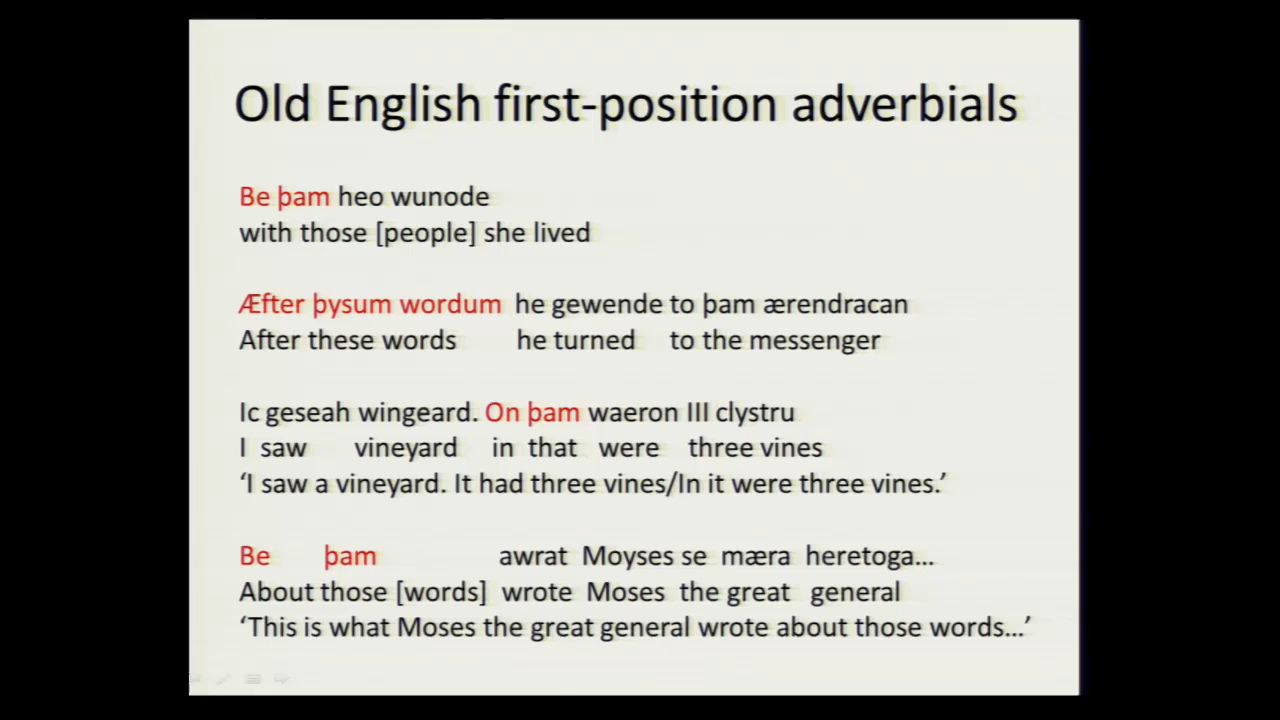 Old English first-position adverbials
Be þam heo wunode
with those [people] she lived
Æfter þysum wordum he gewende to þam ærendracan
After these words he turned to the messenger
Ic geseah wingeard. On þam waeron III clystru
I saw vineyard in that were three vines
‘I saw a vineyard. It had three vines/In it were three vines.’
Be þam awrat Moyses se mæra heretoga...
About those [words] wrote Moses the great general
‘This is what Moses the great general wrote about those words...’